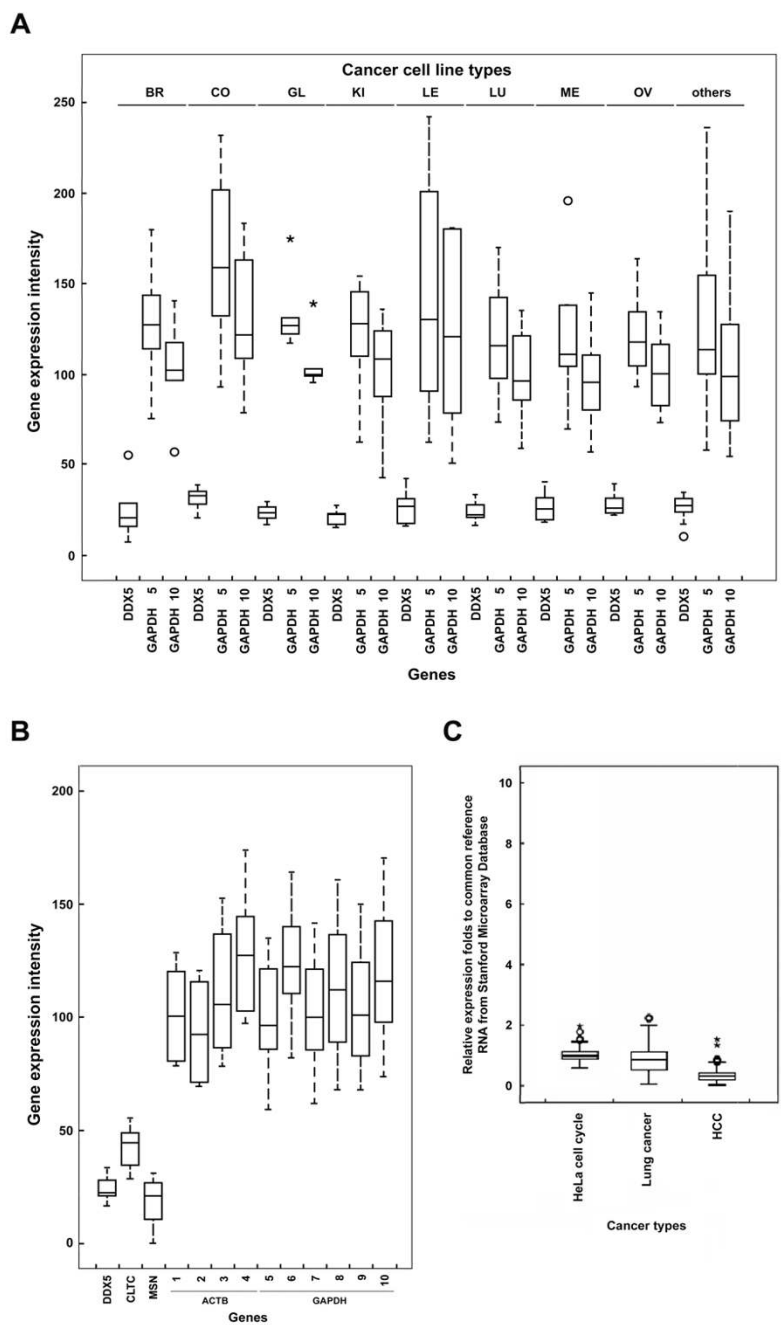 A
Cancer cell line types
BR CO GL KI LE LU ME OV others
250
200
150
100
50
0
Gene expression intensity
DDX5 GAPDH 5 GAPDH 10 DDX5 GAPDH 5 GAPDH 10 DDX5 GAPDH 5 GAPDH 10 DDX5 GAPDH 5 GAPDH 10 DDX5 GAPDH 5 GAPDH 10 DDX5 GAPDH 5 GAPDH 10 DDX5 GAPDH 5 GAPDH 10 DDX5 GAPDH 5 GAPDH 10 DDX5 GAPDH 5 GAPDH 10
Genes
B
200
150
100
50
0
Gene expression intensity
DDX5 CLTC MSN 1 2 3 4 5 6 7 8 9 10
ACTB GAPDH
Genes
C
10
8
6
4
2
0
Relative expression folds to common reference
RNA from Stanford Microarray Database
HeLa cell cycle Lung cancer HCC
Cancer types